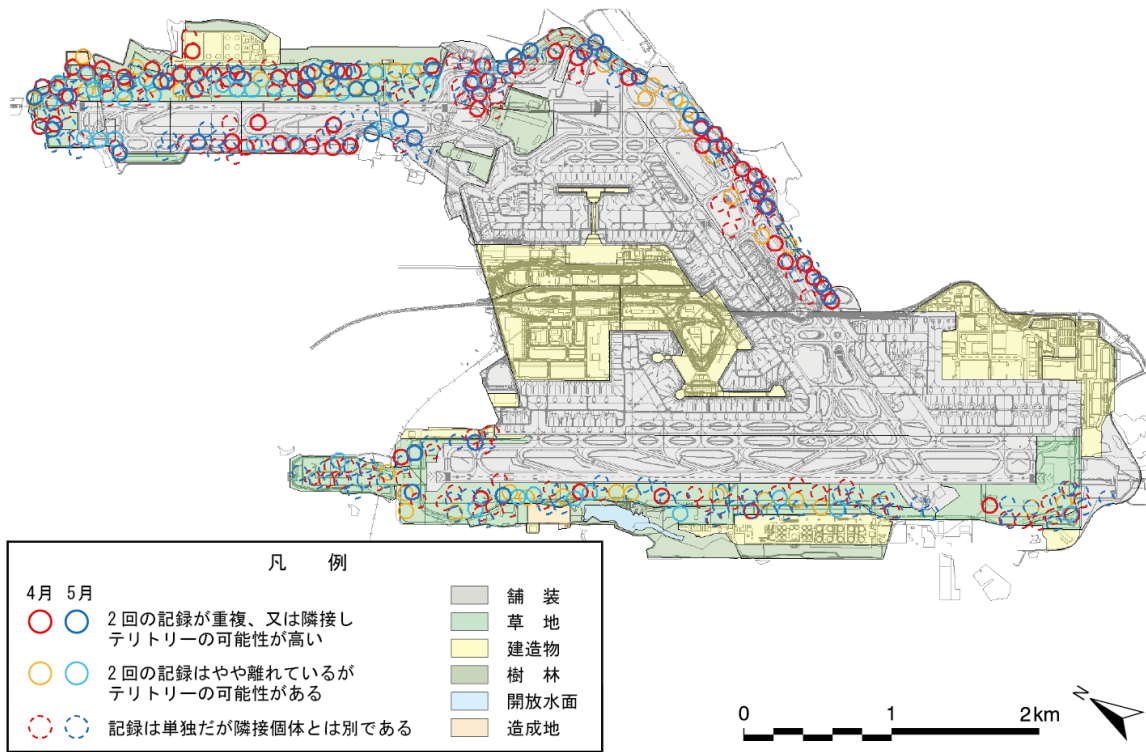 凡　例
4月 5月
2回の記録が重複、又は隣接し
テリトリーの可能性が高い
2回の記録はやや離れているが
テリトリーの可能性がある
記録は単独だが隣接個体とは別である
舗　装
草　地
建造物
樹　林
開放水面
造成地
0 1 2km
N